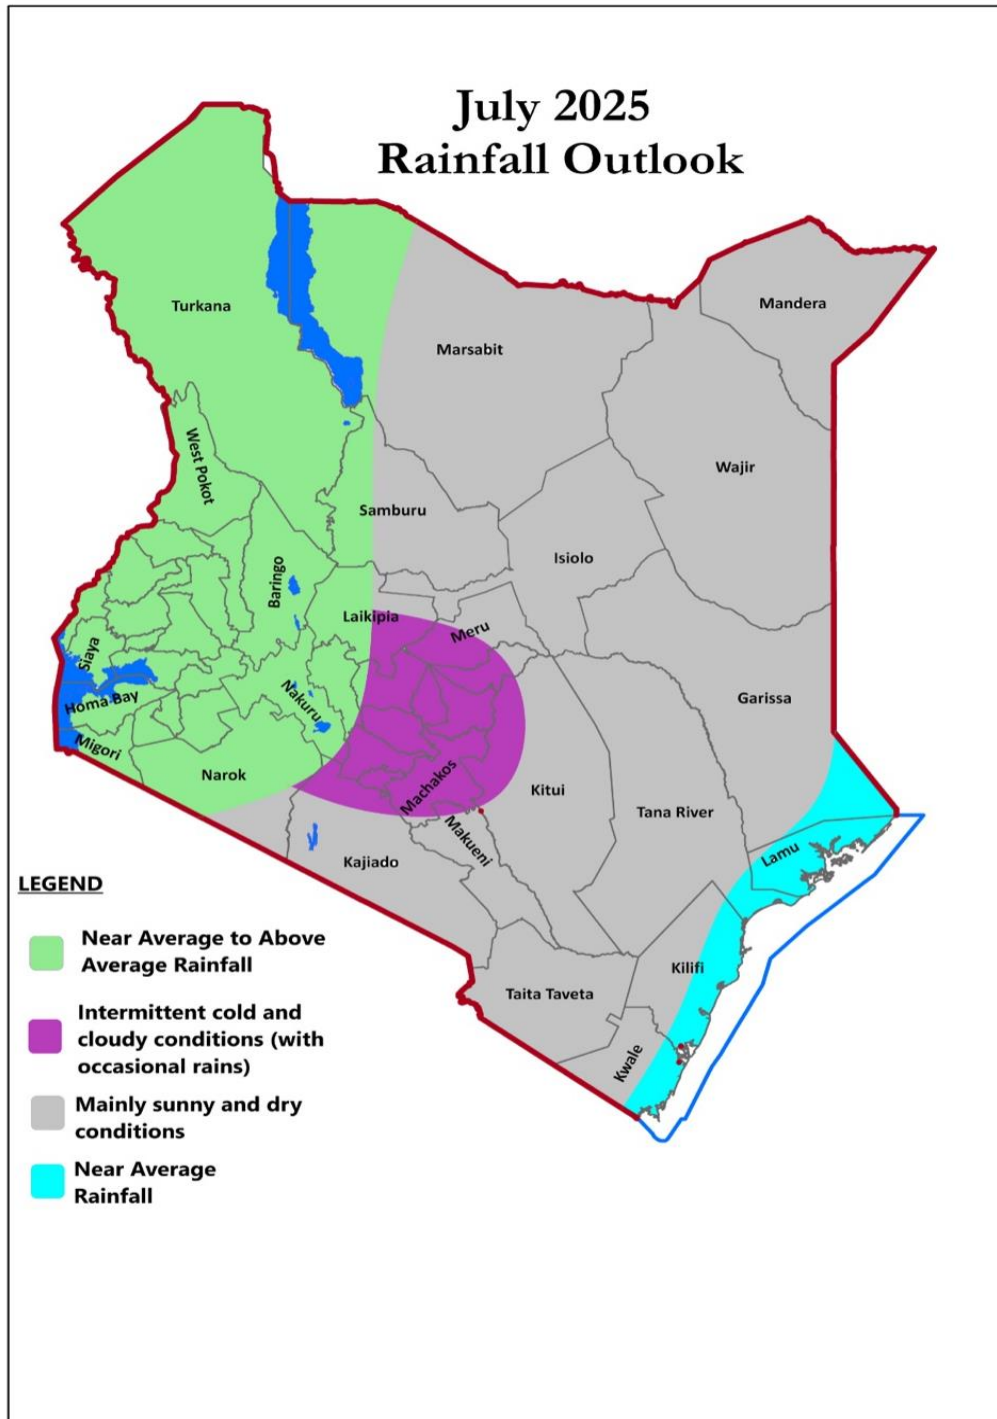 July 2025
Rainfall Outlook
Turkana
Marsabit
Mandera
West Pokot
Wajir
Samburu
Isiolo
Baringo
Laikipia
Meru
Siaya
Homa Bay
Nakuru
Garissa
Migori
Narok
Machakos
Kitui
Tana River
Makueni
Lamu
Kajiado
Kilifi
Taita Taveta
Kwale
LEGEND
Near Average to Above
Average Rainfall
Intermittent cold and
cloudy conditions (with
occasional rains)
Mainly sunny and dry
conditions
Near Average
Rainfall